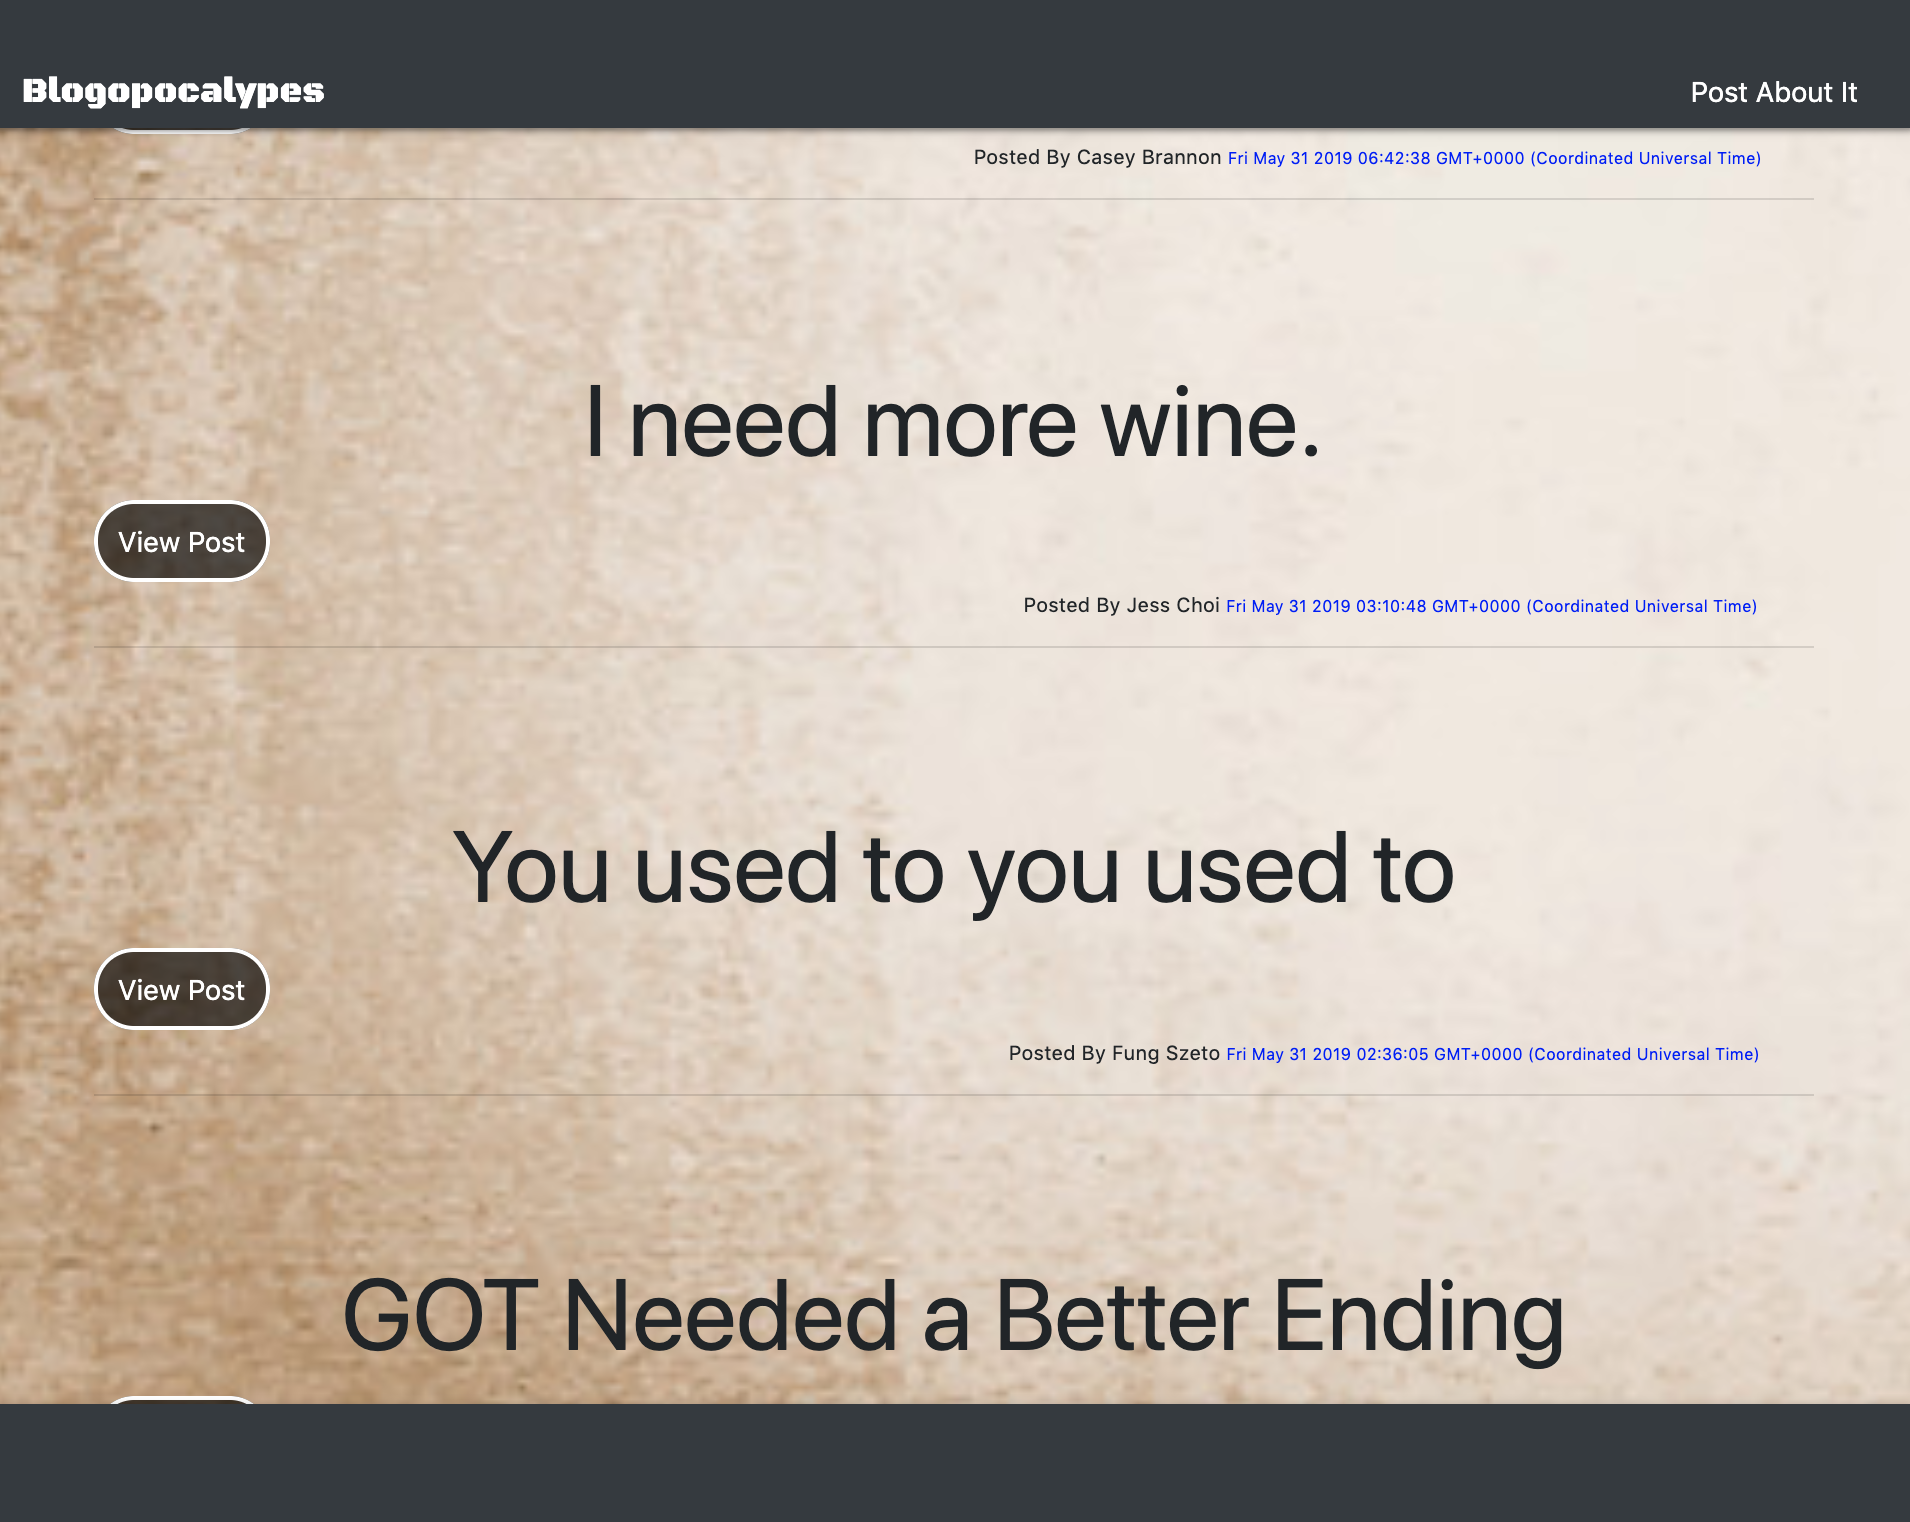 Blogopocalypes
Post About It
Posted By Casey Brannon Fri May 31 2019 06:42:38 GMT+0000 (Coordinated Universal Time)
I need more wine.
View Post
Posted By Jess Choi Fri May 31 2019 03:10:48 GMT+0000 (Coordinated Universal Time)
You used to you used to
View Post
Posted By Fung Szeto Fri May 31 2019 02:36:05 GMT+0000 (Coordinated Universal Time)
GOT Needed a Better Ending